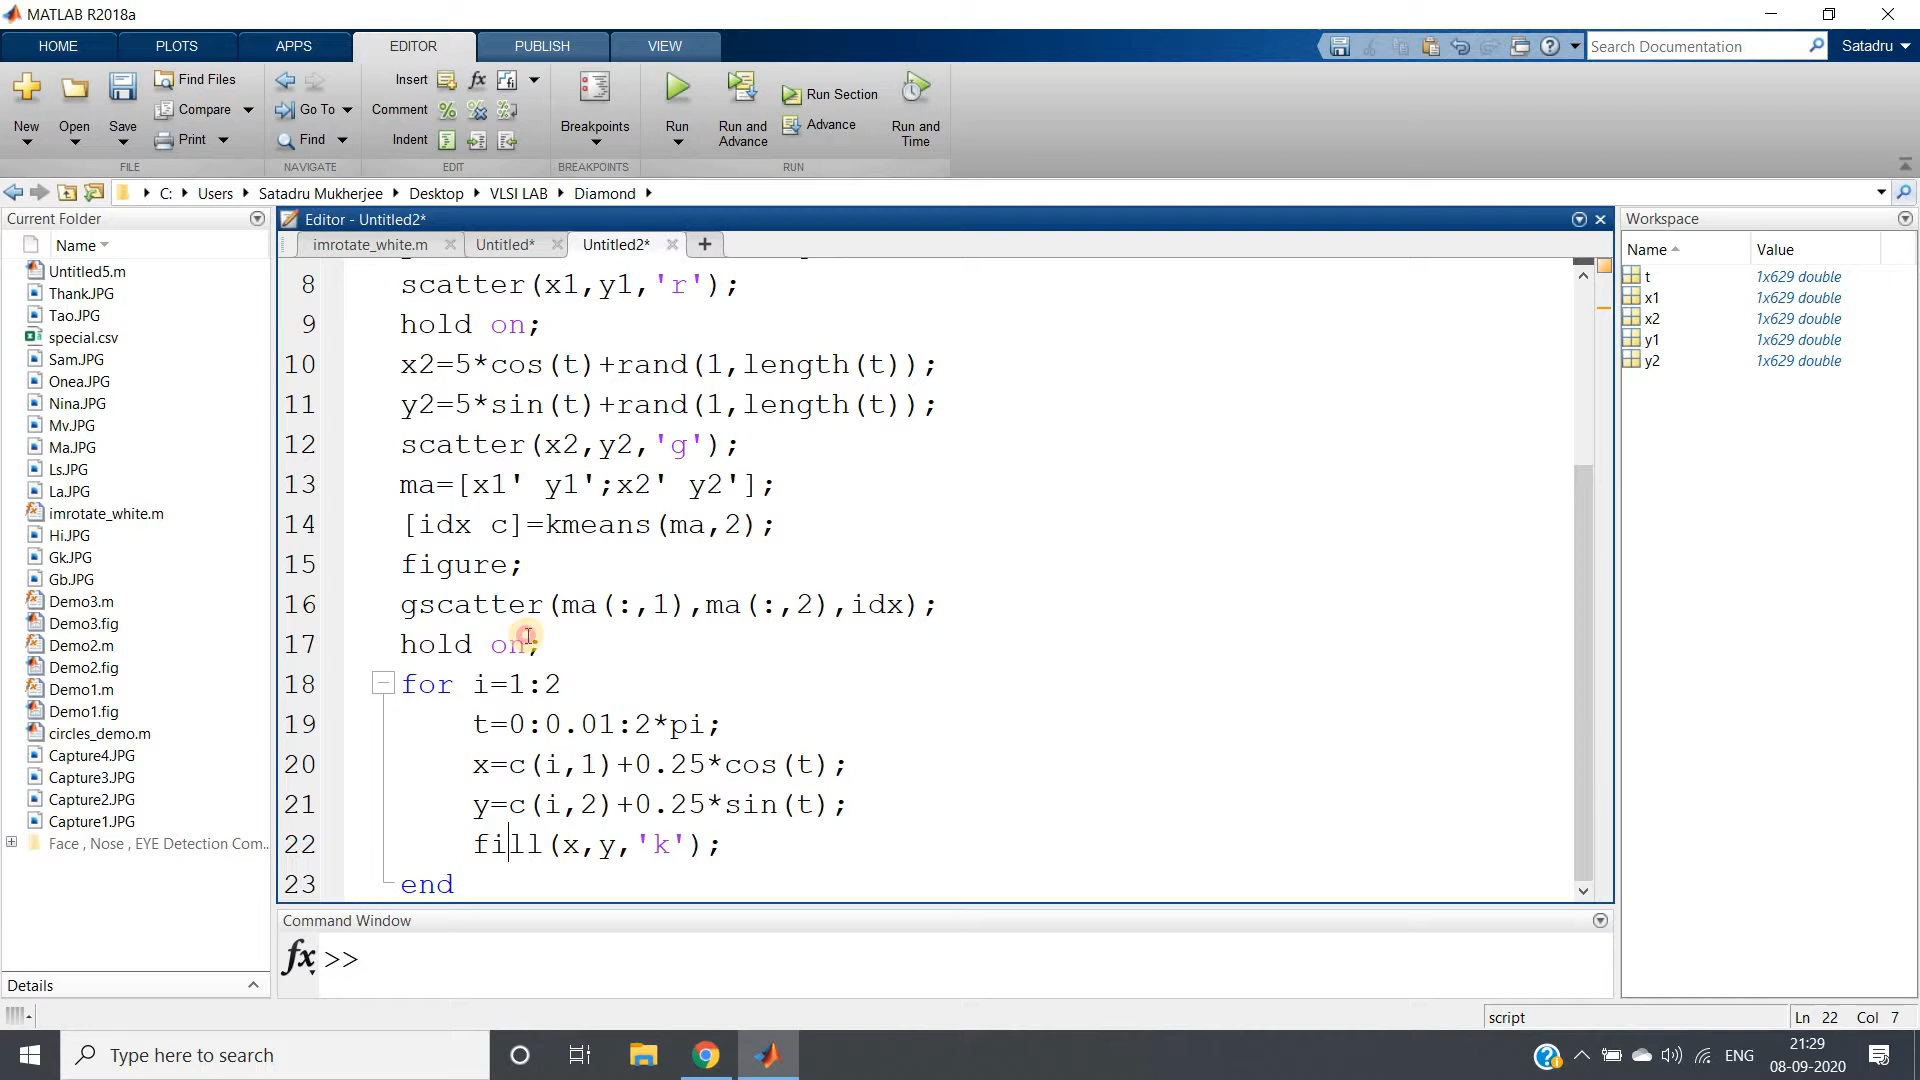 MATLAB R2018a
HOME PLOTS APPS EDITOR PUBLISH VIEW Search Documentation Satadru
New Open Save Find Files Compare Print Go To Find Insert fx Comment Indent Breakpoints Run Run and Advance Run Section Advance Run and Time
FILE NAVIGATE EDIT BREAKPOINTS RUN
C: Users Satadru Mukherjee Desktop VLSI LAB Diamond
Current Folder
Name
Untitled5.m
Thank.JPG
Tao.JPG
special.csv
Sam.JPG
Onea.JPG
Nina.JPG
Mv.JPG
Ma.JPG
Ls.JPG
La.JPG
imrotate_white.m
Hi.JPG
Gk.JPG
Gb.JPG
Demo3.m
Demo3.fig
Demo2.m
Demo2.fig
Demo1.m
Demo1.fig
circles_demo.m
Capture4.JPG
Capture3.JPG
Capture2.JPG
Capture1.JPG
Face , Nose , EYE Detection Com...
Details
Editor - Untitled2*
imrotate_white.m Untitled* Untitled2*
8 scatter(x1,y1,'r');
9 hold on;
10 x2=5*cos(t)+rand(1,length(t));
11 y2=5*sin(t)+rand(1,length(t));
12 scatter(x2,y2,'g');
13 ma=[x1' y1';x2' y2'];
14 [idx c]=kmeans(ma,2);
15 figure;
16 gscatter(ma(:,1),ma(:,2),idx);
17 hold on;
18 for i=1:2
19 t=0:0.01:2*pi;
20 x=c(i,1)+0.25*cos(t);
21 y=c(i,2)+0.25*sin(t);
22 fill(x,y,'k');
23 end
Command Window
fx >>
Workspace
Name Value
t 1x629 double
x1 1x629 double
x2 1x629 double
y1 1x629 double
y2 1x629 double
script Ln 22 Col 7
Type here to search ENG 21:29
08-09-2020